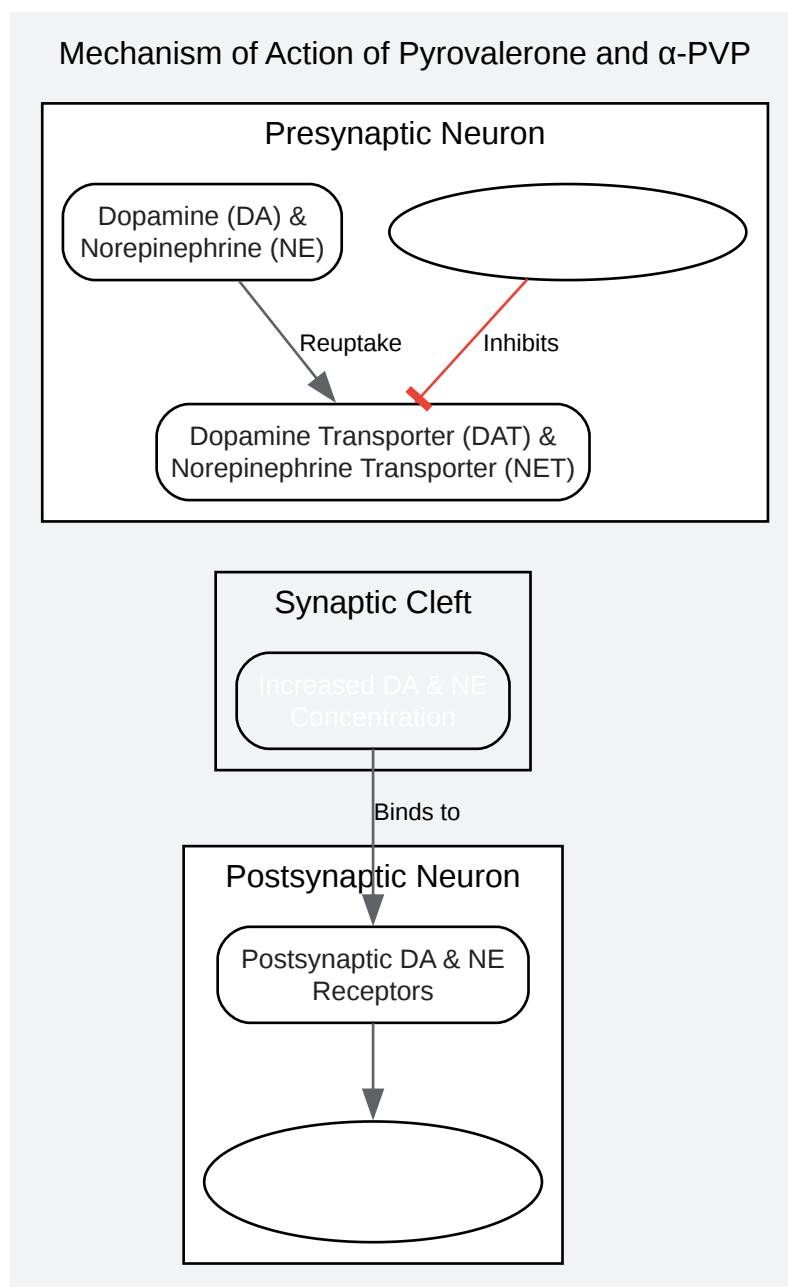 Mechanism of Action of Pyrovalerone and α-PVP
Presynaptic Neuron
Dopamine (DA) &
Norepinephrine (NE)
Reuptake
Inhibits
Dopamine Transporter (DAT) &
Norepinephrine Transporter (NET)
Synaptic Cleft
Increased DA & NE
Concentration
Binds to
Postsynaptic Neuron
Postsynaptic DA & NE
Receptors